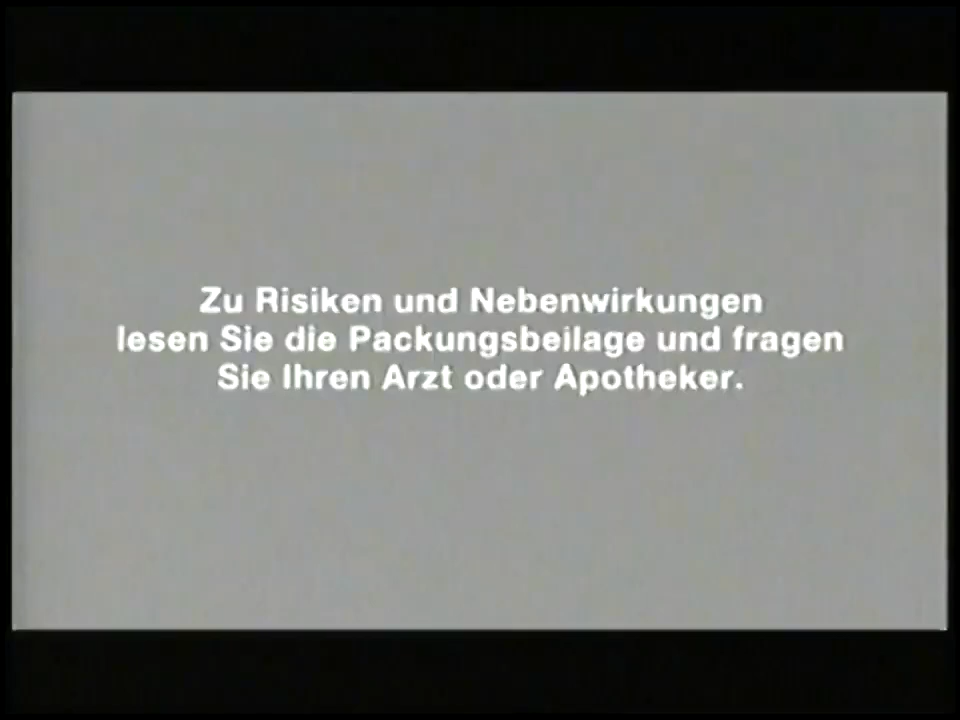 Zu Risiken und Nebenwirkungen
lesen Sie die Packungsbeilage und fragen
Sie Ihren Arzt oder Apotheker.